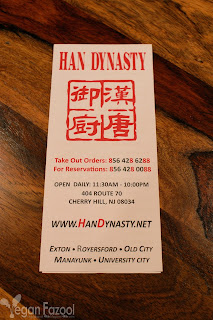 HAN DYNASTY
御漢
廚唐
Take Out Orders: 856 428 6288
For Reservations: 856 428 0088
OPEN DAILY: 11:30AM - 10:00PM
404 ROUTE 70
CHERRY HILL, NJ 08034
WWW.HANDYNASTY.NET
EXTON • ROYERSFORD • OLD CITY
MANAYUNK • UNIVERSITY CITY
Vegan Fazool